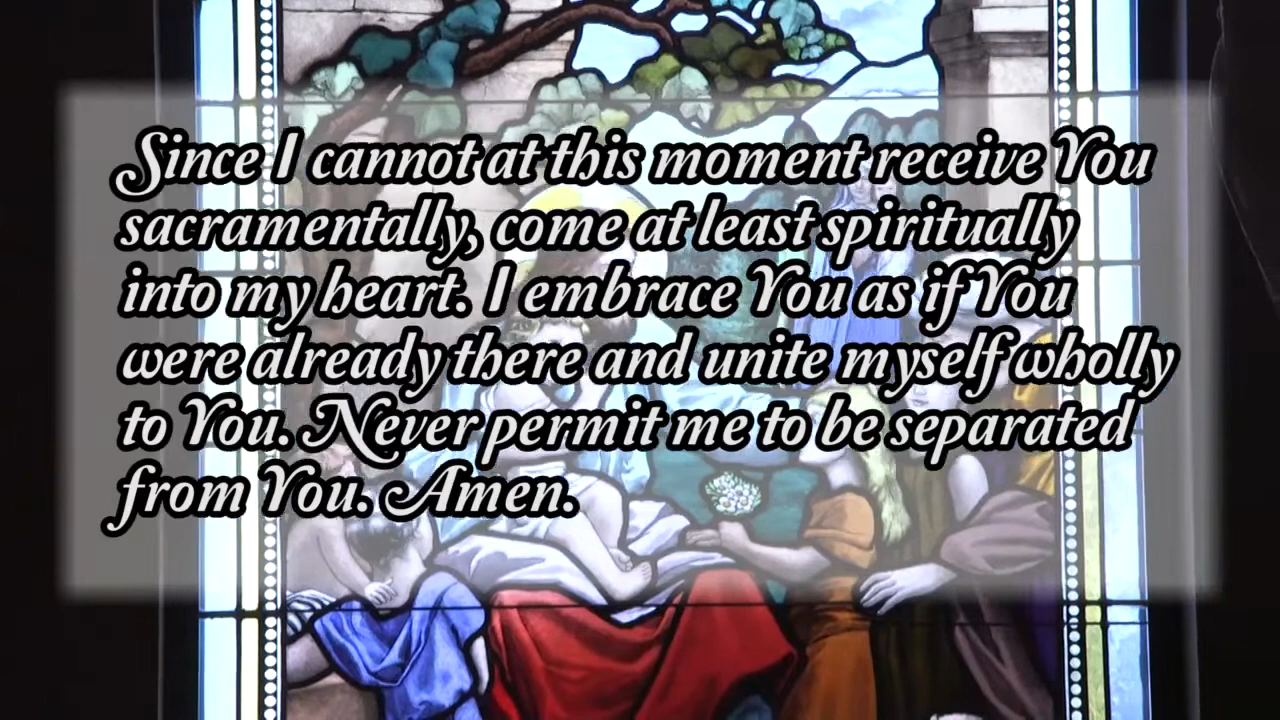 Since I cannot at this moment receive You
sacramentally, come at least spiritually
into my heart. I embrace You as if You
were already there and unite myself wholly
to You. Never permit me to be separated
from You. Amen.